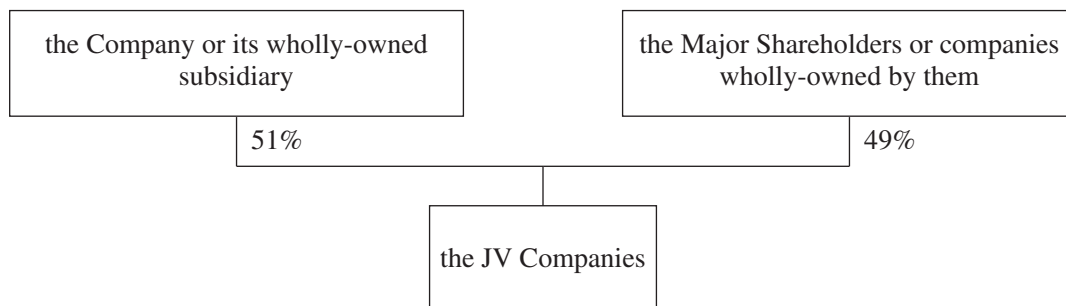 the Company or its wholly-owned
subsidiary
the Major Shareholders or companies
wholly-owned by them
51%
49%
the JV Companies